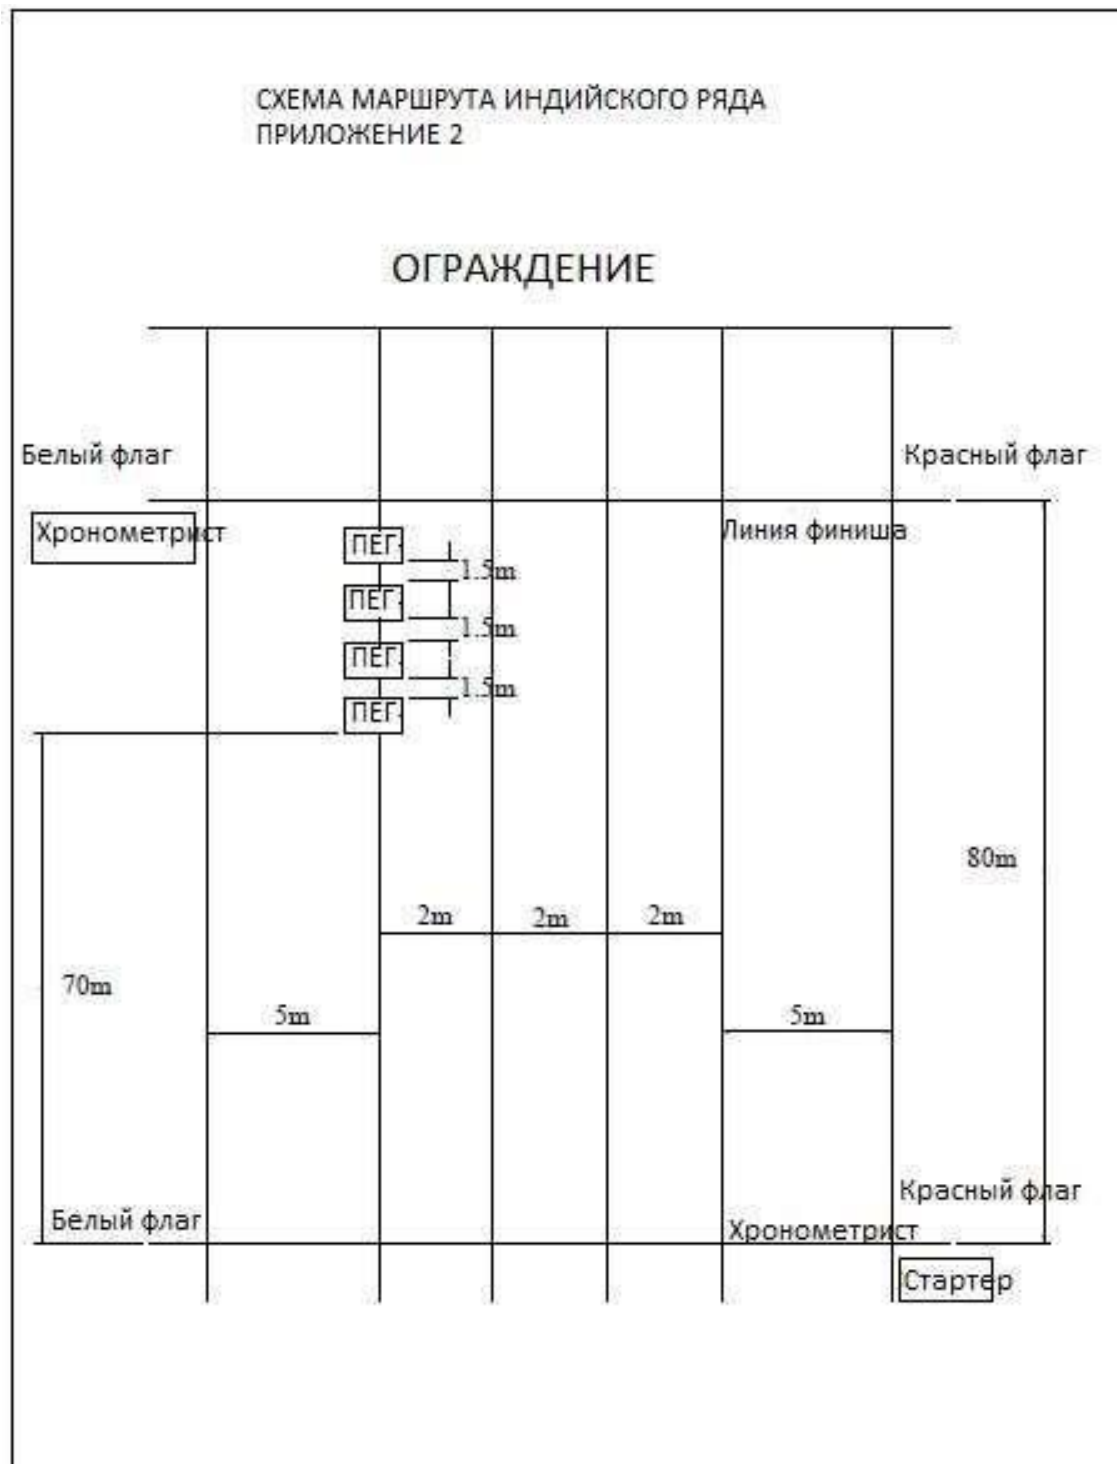 СХЕМА МАРШРУТА ИНДИЙСКОГО РЯДА
ПРИЛОЖЕНИЕ 2
ОГРАЖДЕНИЕ
Белый флаг
Красный флаг
Хронометрист
Линия финиша
ПЕГ.
1.5m
ПЕГ.
1.5m
ПЕГ.
1.5m
ПЕГ.
80m
2m
2m
2m
70m
5m
5m
Красный флаг
Белый флаг
Хронометрист
Стартер